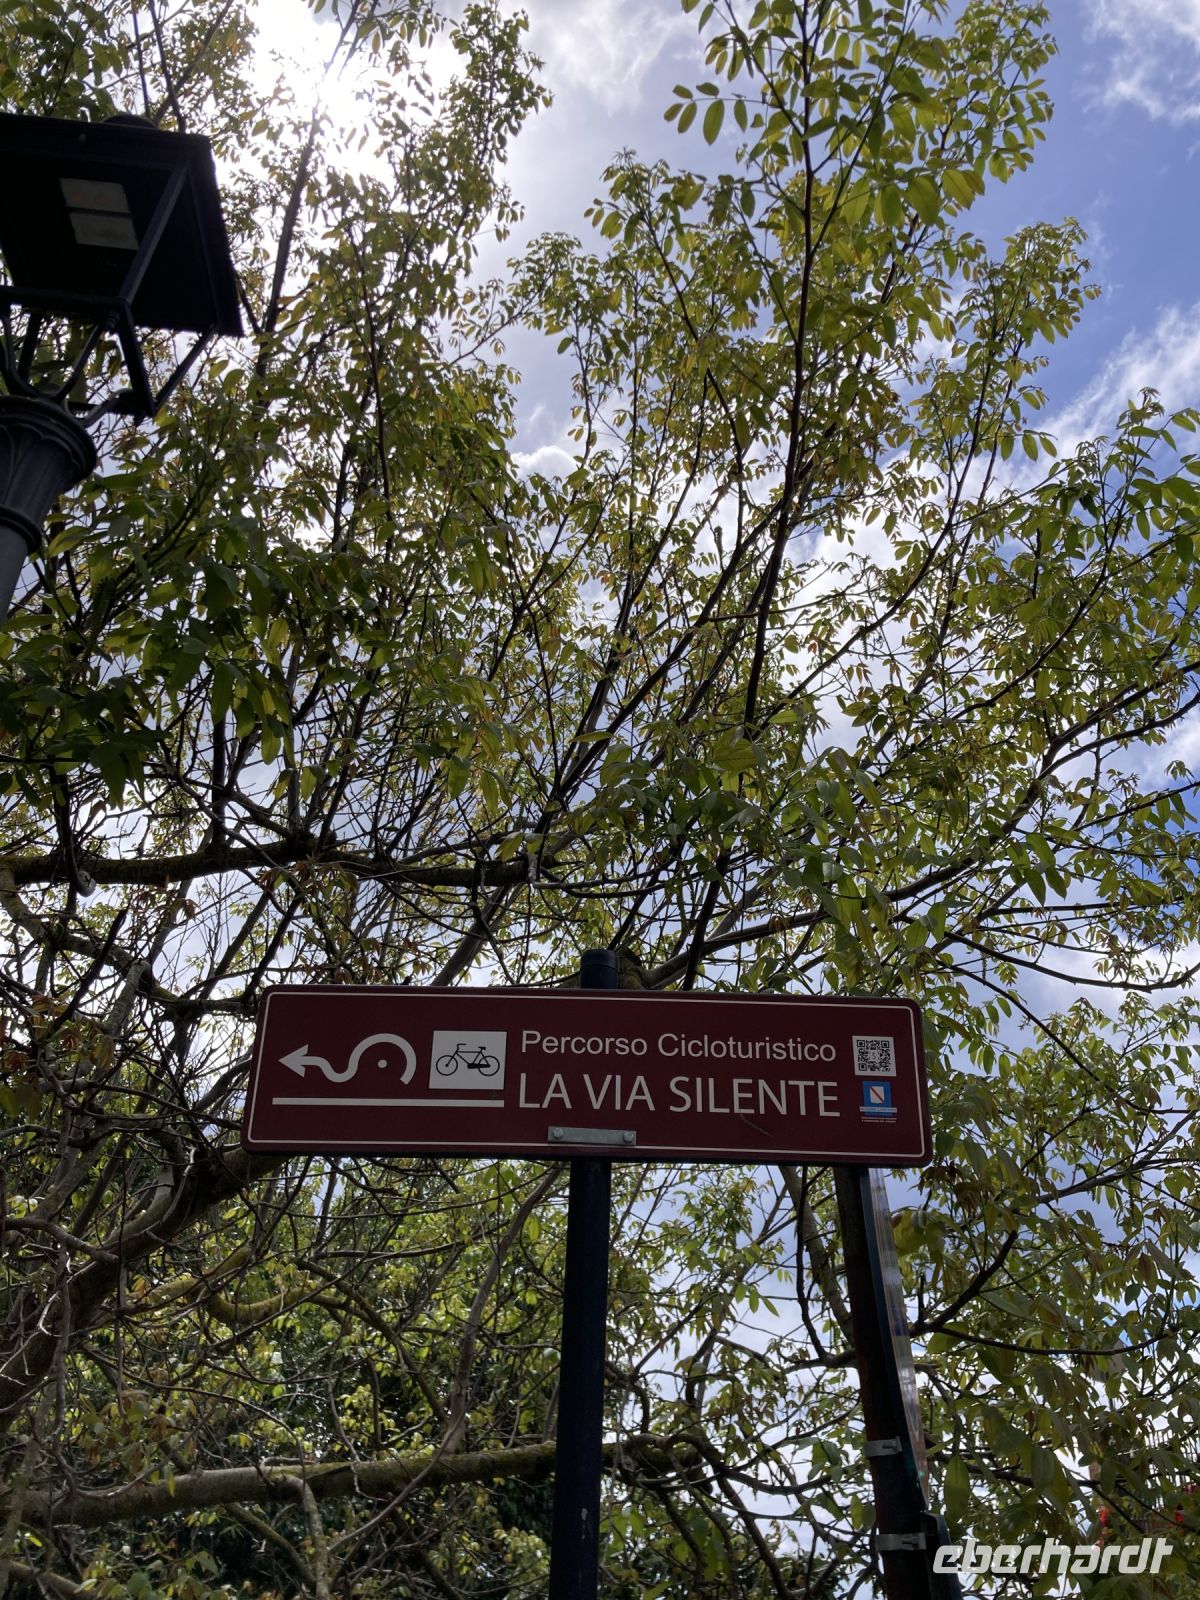 Percorso Cicloturistico
LA VIA SILENTE
eberhardt